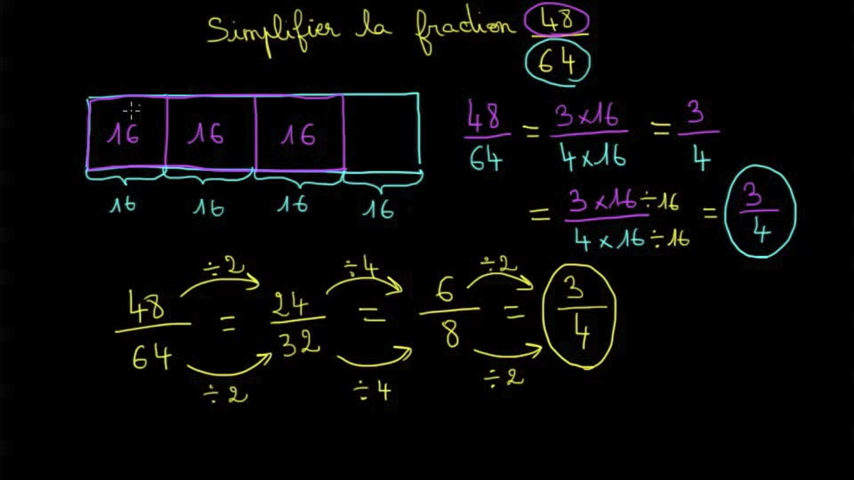 Simplifier la fraction 48/64
16 16 16
16 16 16 16
48/64 = 3×16/4×16 = 3/4
= 3×16÷16/4×16÷16 = 3/4
÷2 ÷4 ÷2
48/64 = 24/32 = 6/8 = 3/4
÷2 ÷4 ÷2